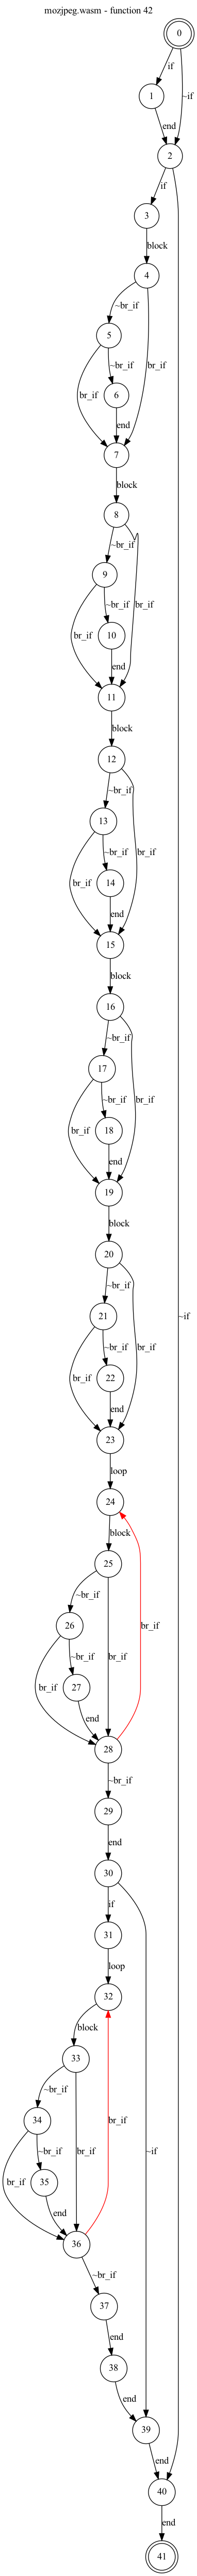 mozjpeg.wasm - function 42
0
if
1
~if
end
2
if
3
block
4
~br_if
5
br_if
~br_if
br_if
6
end
7
block
8
~br_if
9
br_if
~br_if
br_if
10
end
11
block
12
~br_if
13
br_if
~br_if
br_if
14
end
15
block
16
~br_if
17
br_if
~br_if
br_if
18
end
19
block
20
~br_if
21
~if
br_if
~br_if
br_if
22
end
23
loop
24
block
25
br_if
~br_if
26
br_if
~br_if
br_if
27
end
28
~br_if
29
end
30
if
31
loop
32
block
33
br_if
~br_if
34
~if
br_if
~br_if
br_if
35
end
36
~br_if
37
end
38
end
39
end
40
end
41